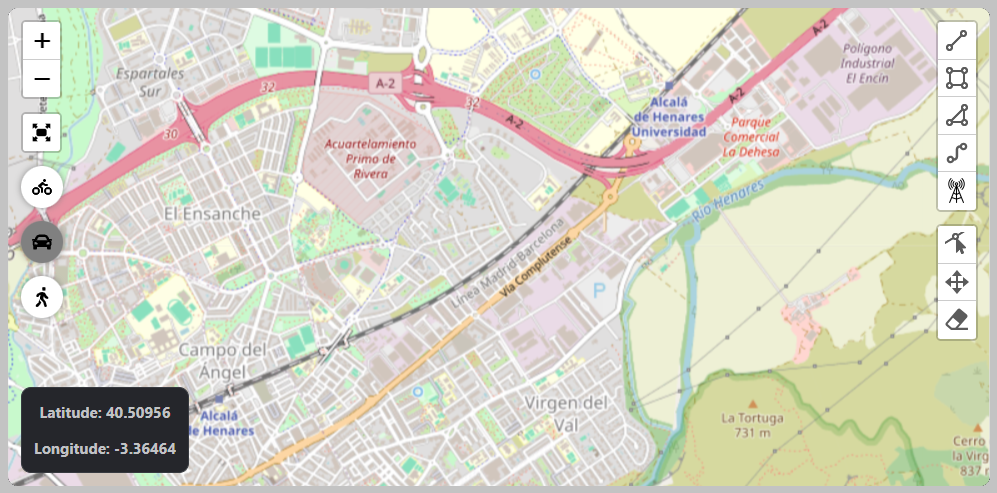 Espartales
Sur
32
30
A-2
32
A-2
A-2
A-2
Polígono
Industrial
El Encín
Alcalá
de Henares
Universidad
Parque
Comercial
La Dehesa
Acuartelamiento
Primo de
Rivera
El Ensanche
Río Henares
Línea Madrid-Barcelona
Vía Complutense
P
Campo del
Ángel
Virgen del
Val
La Tortuga
731 m
Cerro
la Virg
837
Alcalá
de Henares
Latitude: 40.50956
Longitude: -3.36464